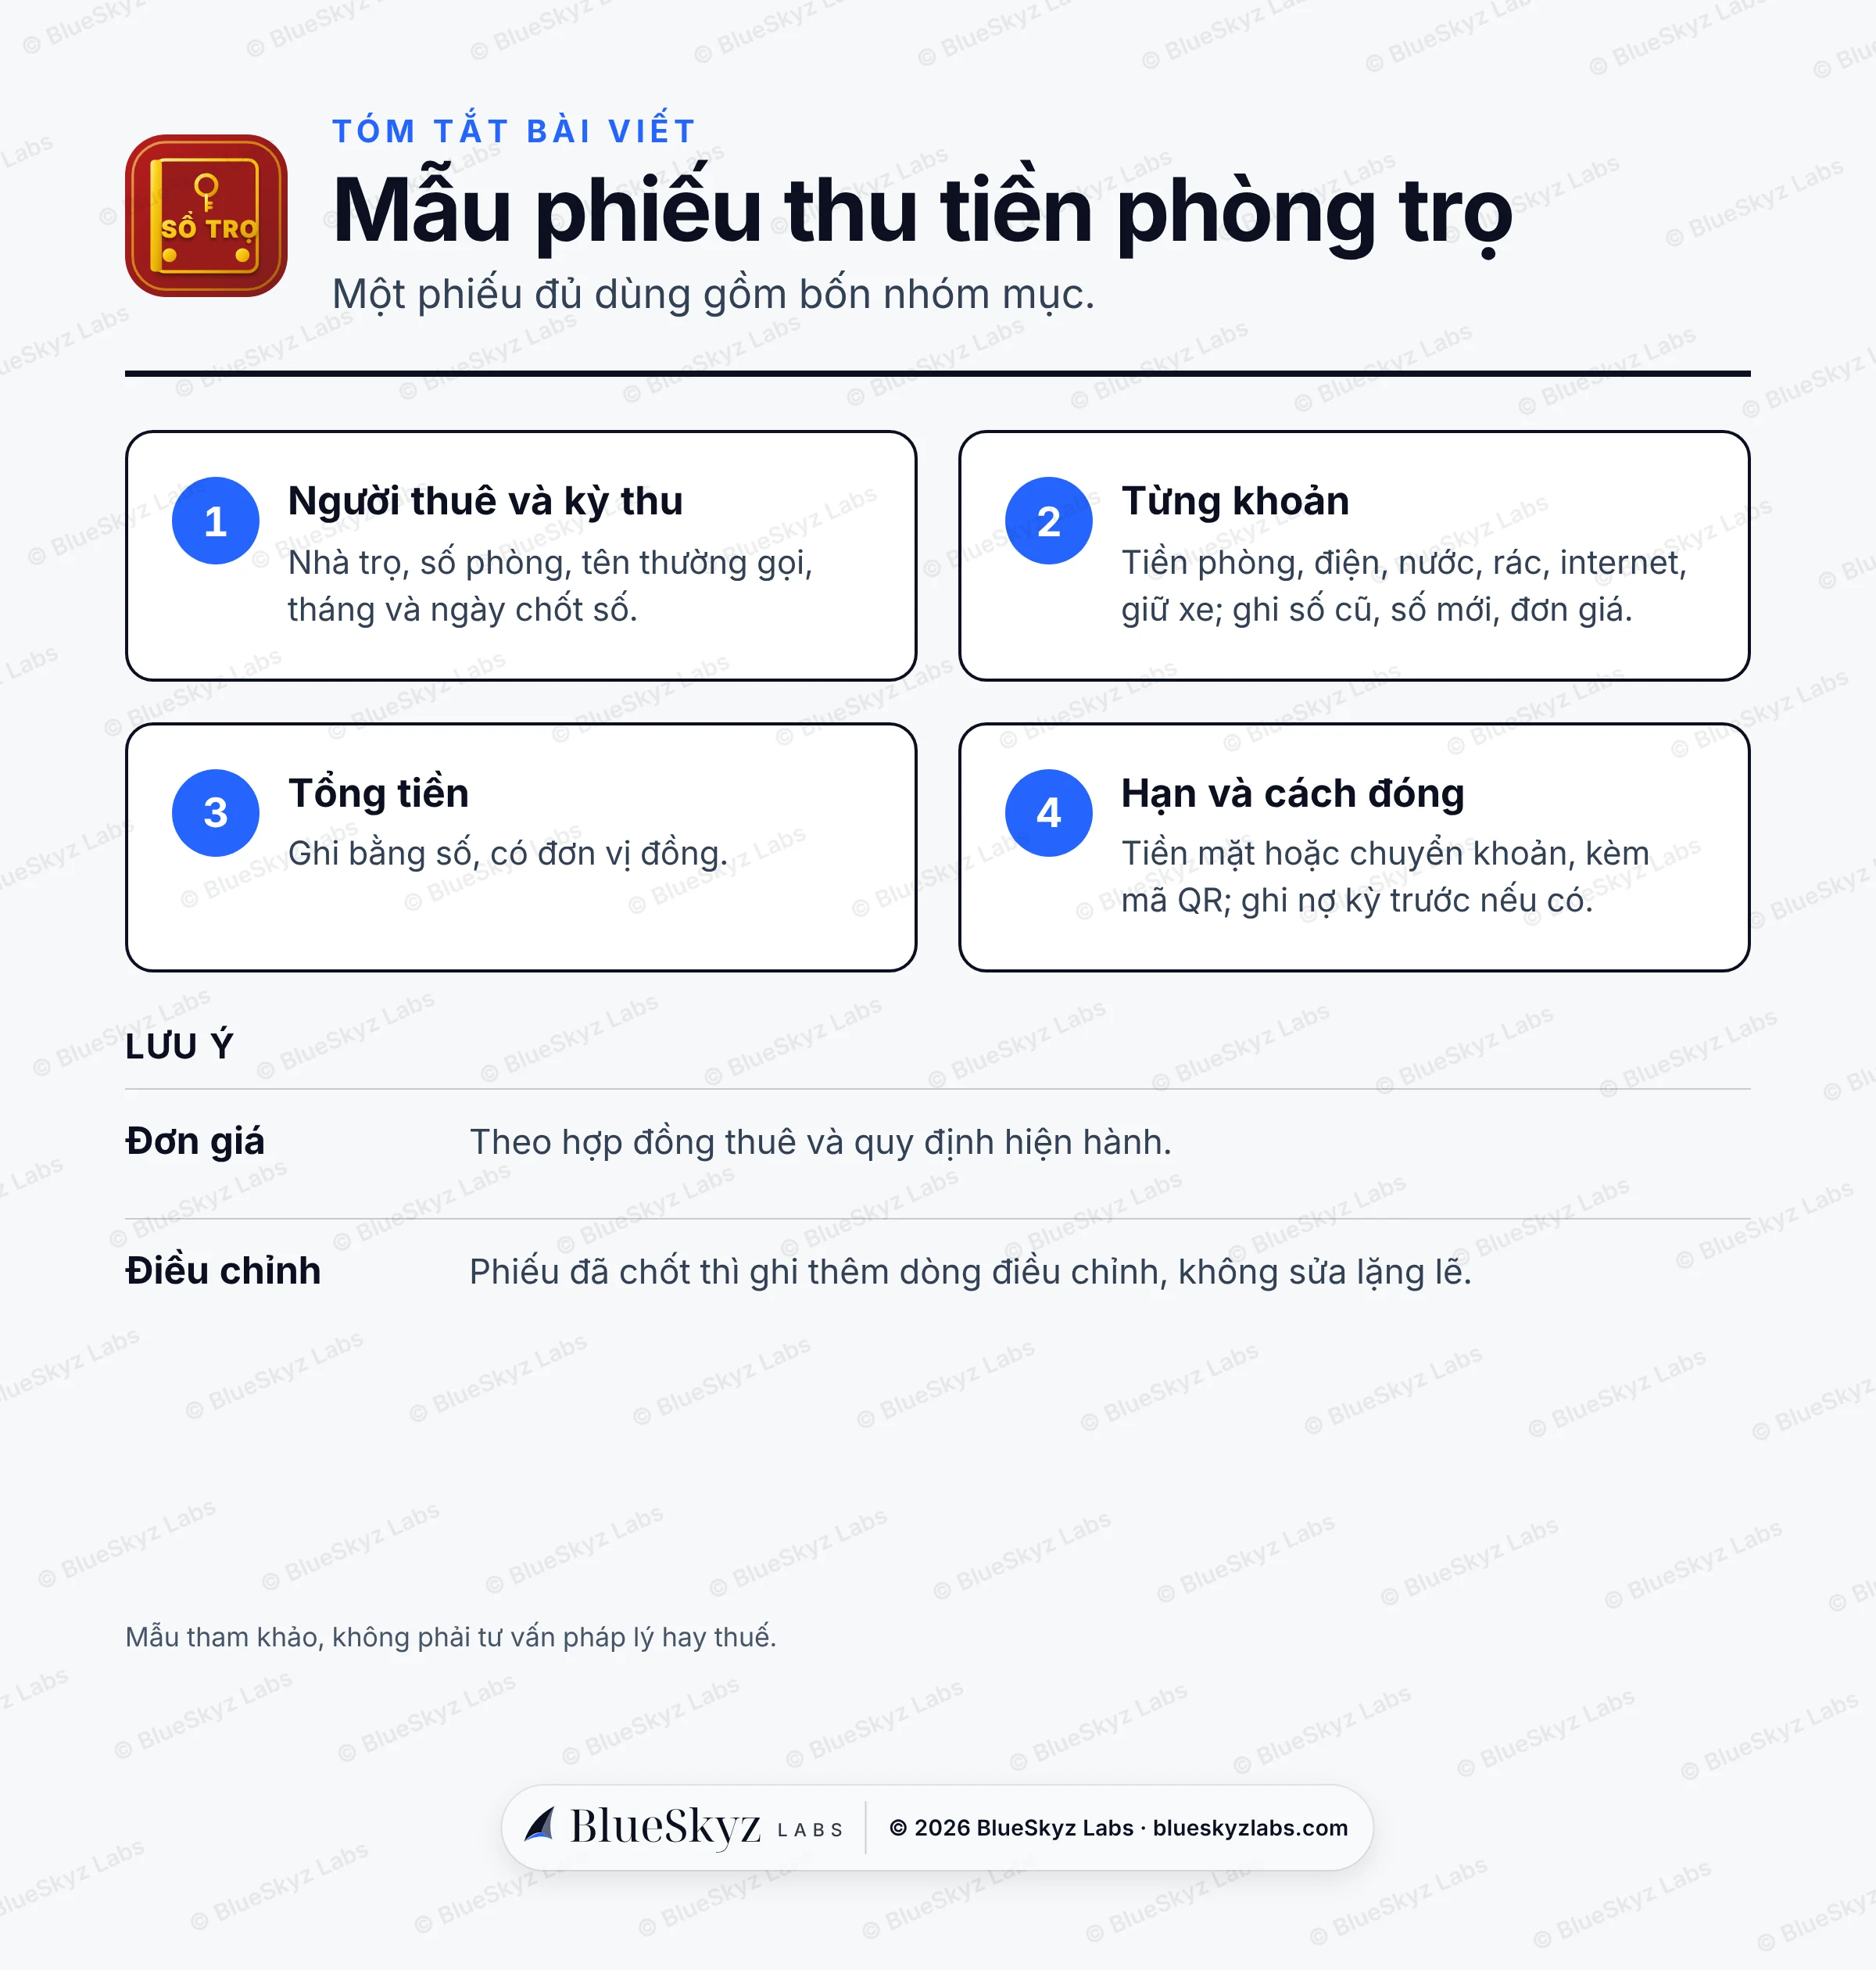 TÓM TẮT BÀI VIẾT
SỔ TRỌ
Mẫu phiếu thu tiền phòng trọ
Một phiếu đủ dùng gồm bốn nhóm mục.
1
Người thuê và kỳ thu
Nhà trọ, số phòng, tên thường gọi,
tháng và ngày chốt số.
2
Từng khoản
Tiền phòng, điện, nước, rác, internet,
giữ xe; ghi số cũ, số mới, đơn giá.
3
Tổng tiền
Ghi bằng số, có đơn vị đồng.
4
Hạn và cách đóng
Tiền mặt hoặc chuyển khoản, kèm
mã QR; ghi nợ kỳ trước nếu có.
LƯU Ý
Đơn giá
Theo hợp đồng thuê và quy định hiện hành.
Điều chỉnh
Phiếu đã chốt thì ghi thêm dòng điều chỉnh, không sửa lặng lẽ.
Mẫu tham khảo, không phải tư vấn pháp lý hay thuế.
BlueSkyz LABS
© 2026 BlueSkyz Labs · blueskyzlabs.com
© BlueSkyz Labs